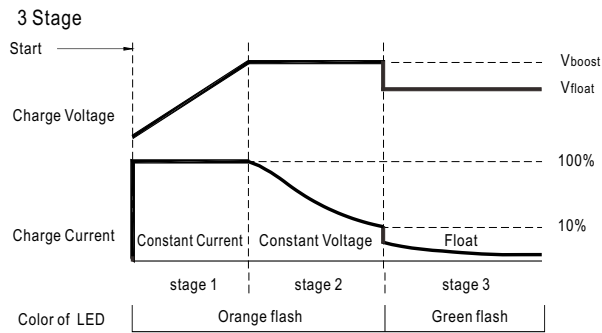 3 Stage
Start
Vboost
Vfloat
Charge Voltage
100%
10%
Charge Current
Constant Current
Constant Voltage
Float
stage 1
stage 2
stage 3
Color of LED
Orange flash
Green flash